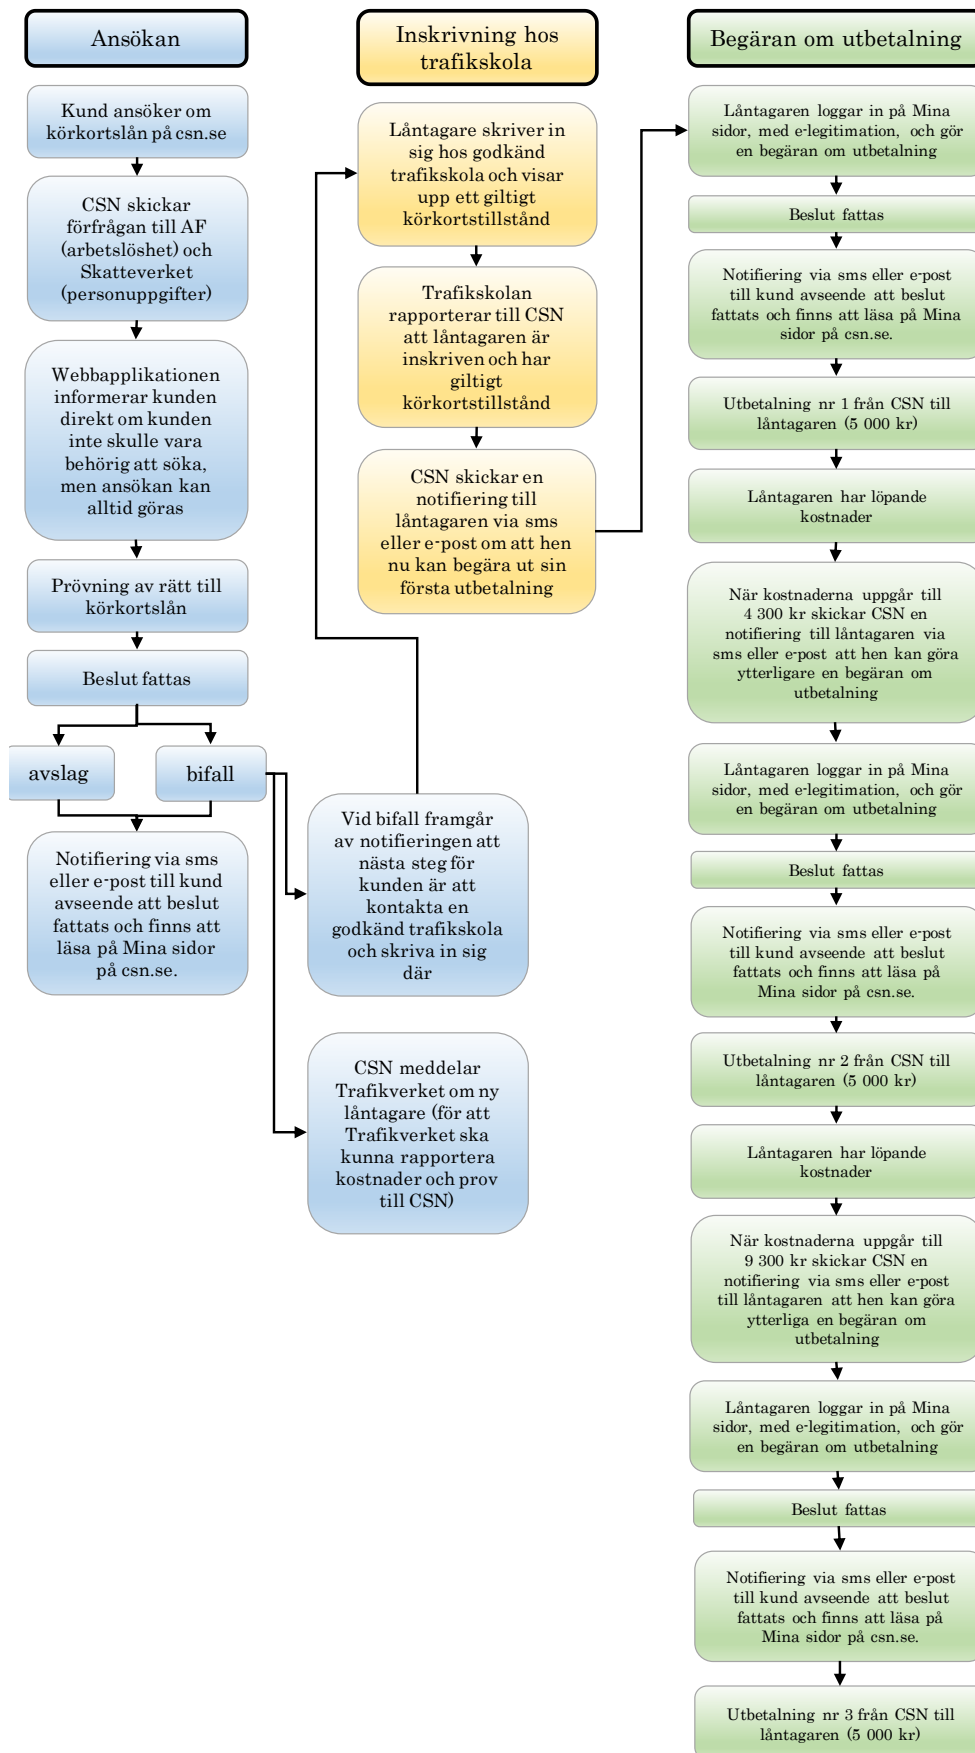 Ansökan
Kund ansöker om
körkortslån på csn.se
CSN skickar
förfrågan till AF
(arbetslöshet) och
Skatteverket
(personuppgifter)
Webbapplikationen
informerar kunden
direkt om kunden
inte skulle vara
behörig att söka,
men ansökan kan
alltid göras
Prövning av rätt till
körkortslån
Beslut fattas
avslag
bifall
Notifiering via sms
eller e-post till kund
avseende att beslut
fattats och finns att
läsa på Mina sidor
på csn.se.
Vid bifall framgår
av notifieringen att
nästa steg för
kunden är att
kontakta en
godkänd trafikskola
och skriva in sig
där
CSN meddelar
Trafikverket om ny
låntagare (för att
Trafikverket ska
kunna rapportera
kostnader och prov
till CSN)
Inskrivning hos
trafikskola
Låntagare skriver in
sig hos godkänd
trafikskola och visar
upp ett giltigt
körkortstillstånd
Trafikskolan
rapporterar till CSN
att låntagaren är
inskriven och har
giltigt
körkortstillstånd
CSN skickar en
notifiering till
låntagaren via sms
eller e-post om att hen
nu kan begära ut sin
första utbetalning
Begäran om utbetalning
Låntagaren loggar in på Mina
sidor, med e-legitimation, och gör
en begäran om utbetalning
Beslut fattas
Notifiering via sms eller e-post
till kund avseende att beslut
fattats och finns att läsa på Mina
sidor på csn.se.
Utbetalning nr 1 från CSN till
låntagaren (5 000 kr)
Låntagaren har löpande
kostnader
När kostnaderna uppgår till
4 300 kr skickar CSN en
notifiering till låntagaren via
sms eller e-post att hen kan göra
ytterligare en begäran om
utbetalning
Låntagaren loggar in på Mina
sidor, med e-legitimation, och gör
en begäran om utbetalning
Beslut fattas
Notifiering via sms eller e-post
till kund avseende att beslut
fattats och finns att läsa på
Mina sidor på csn.se.
Utbetalning nr 2 från CSN till
låntagaren (5 000 kr)
Låntagaren har löpande
kostnader
När kostnaderna uppgår till
9 300 kr skickar CSN en
notifiering via sms eller e-post
till låntagaren att hen kan göra
ytterliga en begäran om
utbetalning
Låntagaren loggar in på Mina
sidor, med e-legitimation, och gör
en begäran om utbetalning
Beslut fattas
Notifiering via sms eller e-post
till kund avseende att beslut
fattats och finns att läsa på
Mina sidor på csn.se.
Utbetalning nr 3 från CSN till
låntagaren (5 000 kr)